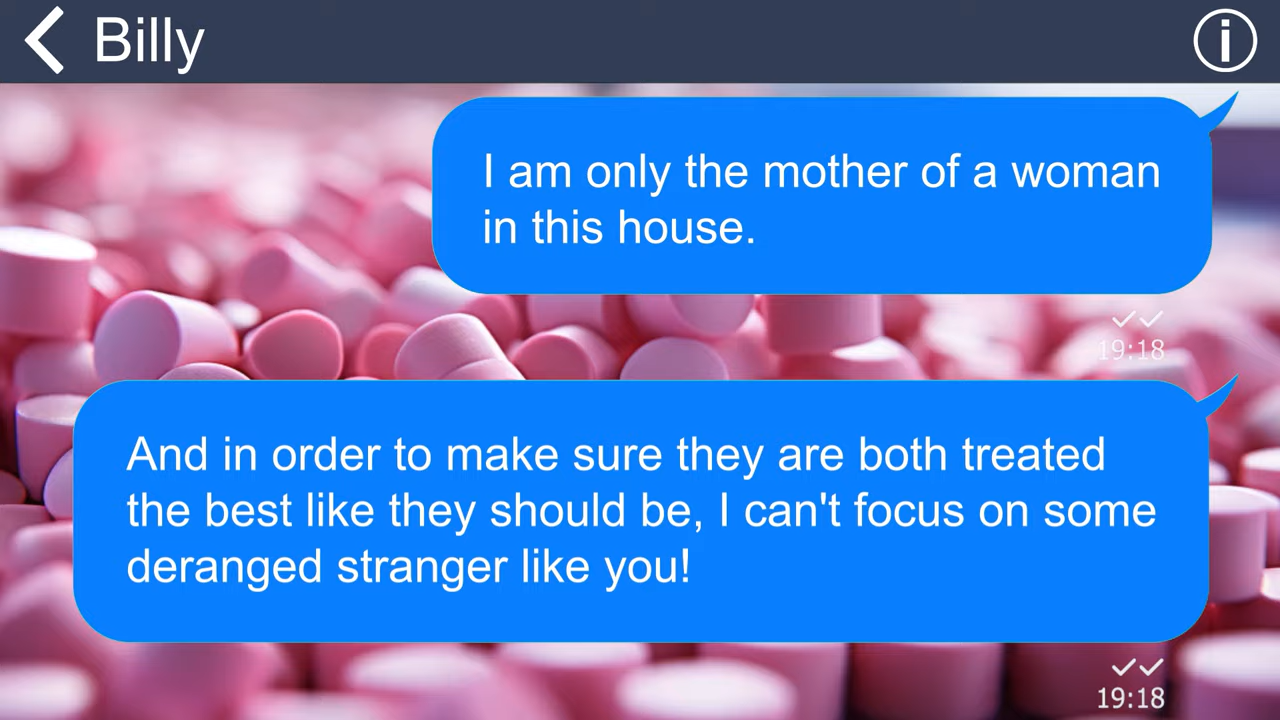 Billy
I am only the mother of a woman
in this house.
19:18
And in order to make sure they are both treated
the best like they should be, I can't focus on some
deranged stranger like you!
19:18